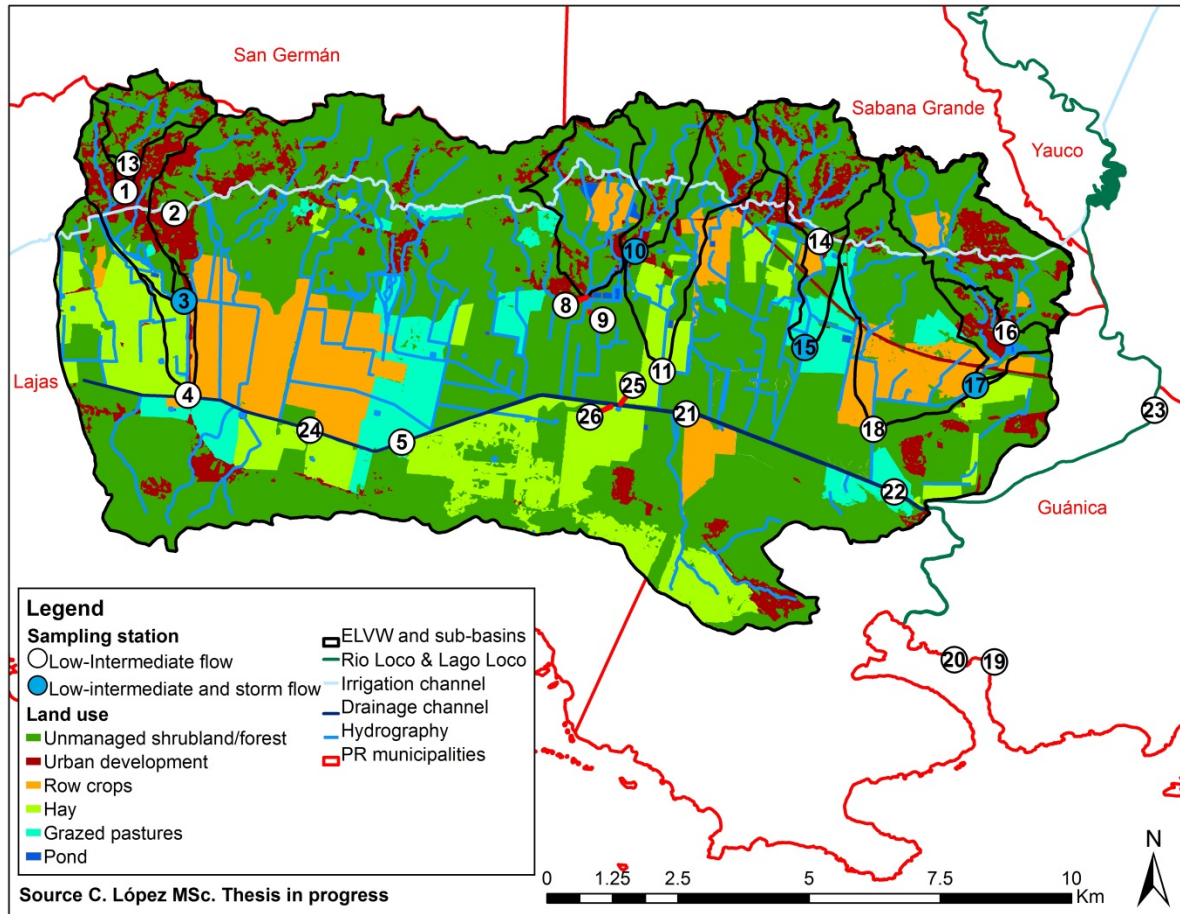 San Germán
Sabana Grande
Yauco
13
1
2
14
10
3
8
9
16
15
11
17
Lajas
4
25
26
21
23
24
5
18
22
Guánica
20
19
Legend
Sampling station
Low-Intermediate flow
Low-intermediate and storm flow
Land use
Unmanaged shrubland/forest
Urban development
Row crops
Hay
Grazed pastures
Pond
ELVW and sub-basins
Rio Loco & Lago Loco
Irrigation channel
Drainage channel
Hydrography
PR municipalities
Source C. López MSc. Thesis in progress
0 1.25 2.5 5 7.5 10
Km
N